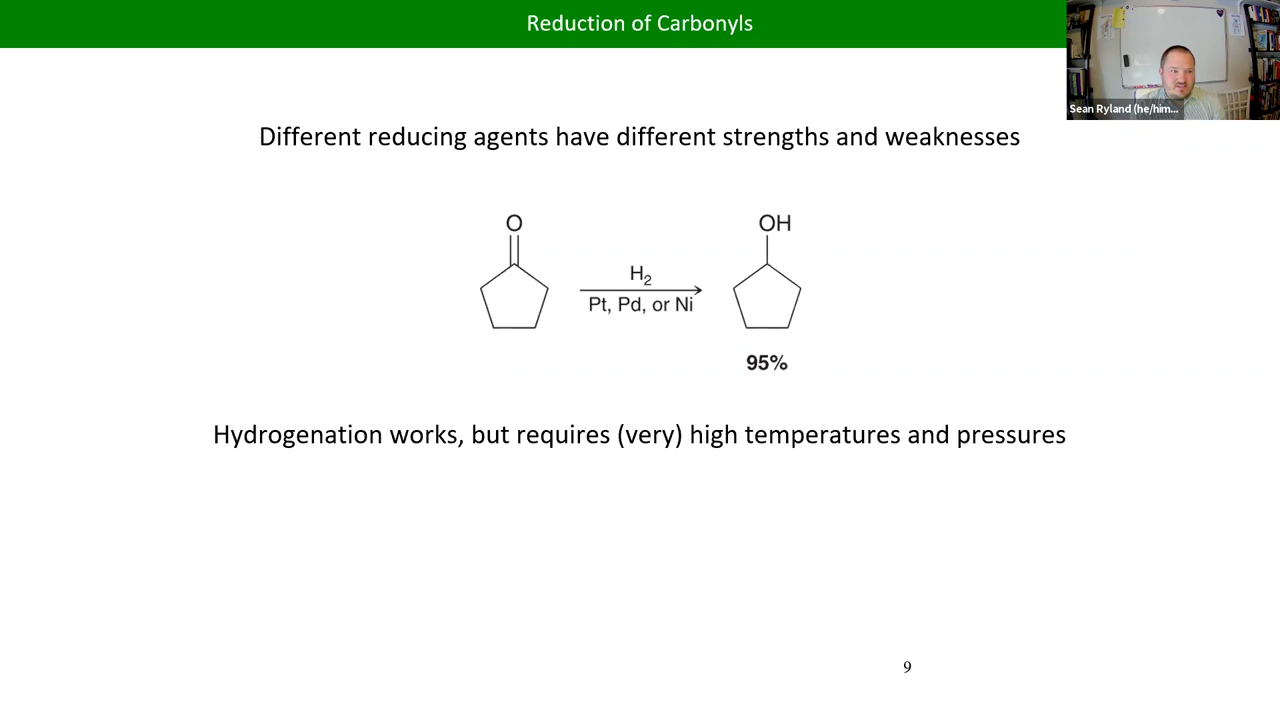 Reduction of Carbonyls
Sean Ryland (he/him...
Different reducing agents have different strengths and weaknesses
O
OH
H₂
Pt, Pd, or Ni
95%
Hydrogenation works, but requires (very) high temperatures and pressures
9